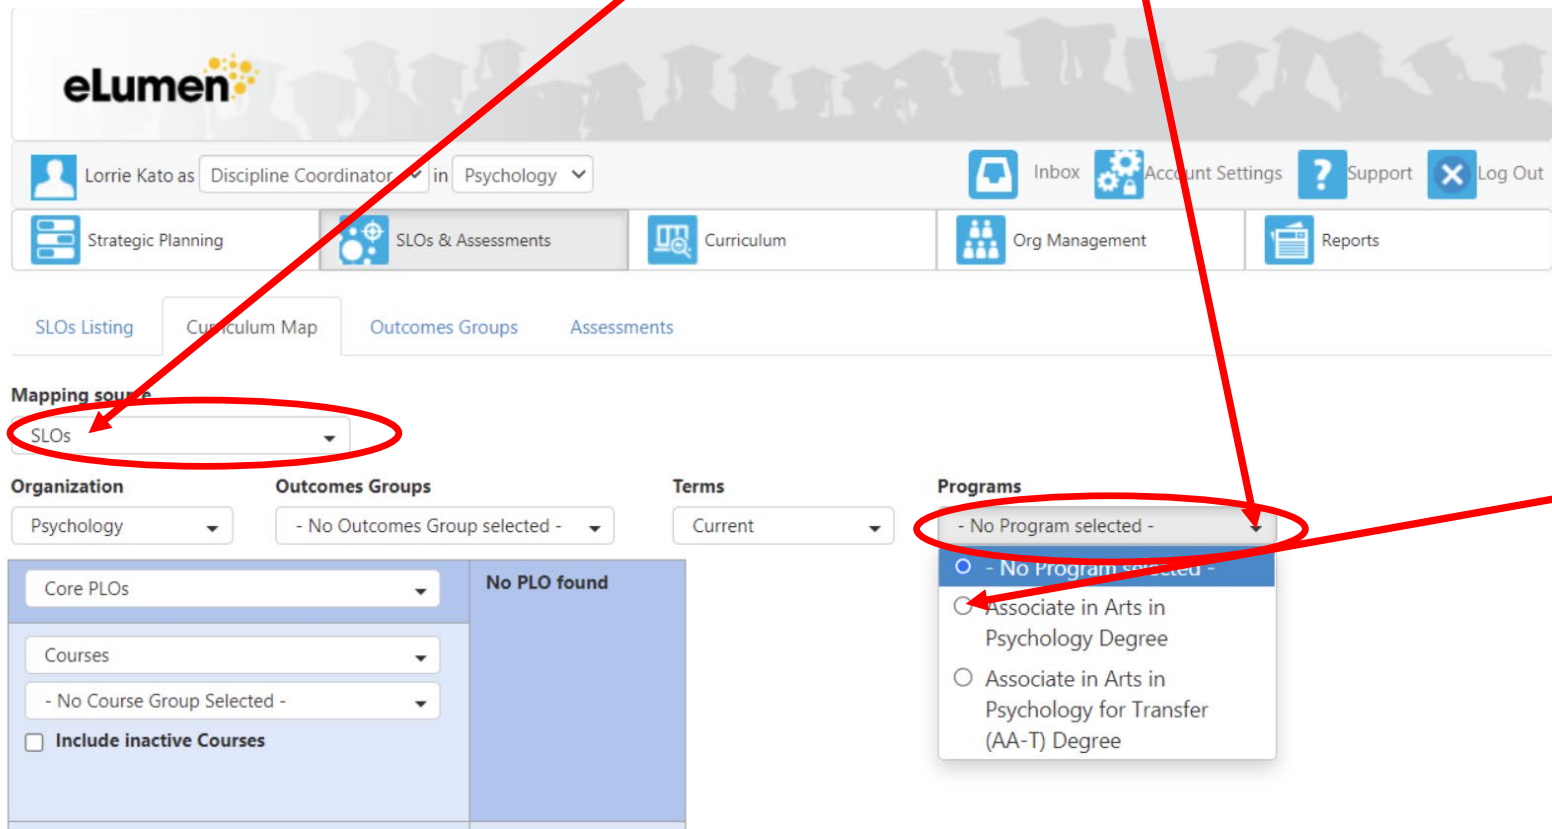 eLumen
Lorrie Kato as Discipline Coordinator in Psychology
Inbox Account Settings ? Support Log Out
Strategic Planning SLOs & Assessments Curriculum Org Management Reports
SLOs Listing Curriculum Map Outcomes Groups Assessments
Mapping source
SLOs
Organization Outcomes Groups Terms Programs
Psychology - No Outcomes Group selected - Current - No Program selected -
Core PLOs No PLO found
- No Program selected -
Associate in Arts in
Psychology Degree
Courses
- No Course Group Selected -
Include inactive Courses
Associate in Arts in
Psychology for Transfer
(AA-T) Degree